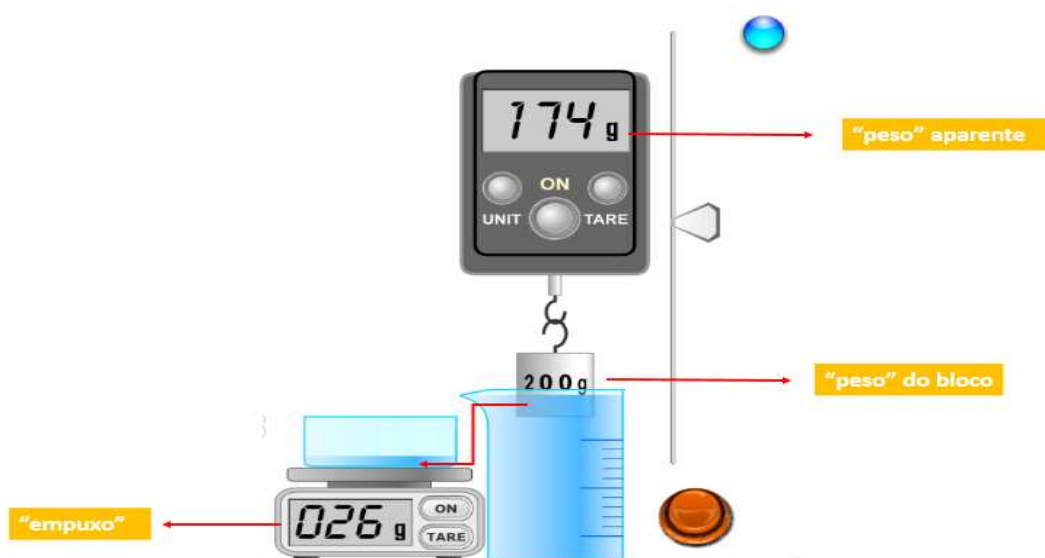 174 g
"peso" aparente
ON
UNIT TARE
200g
"peso" do bloco
026 g
ON
TARE
"empuxo"